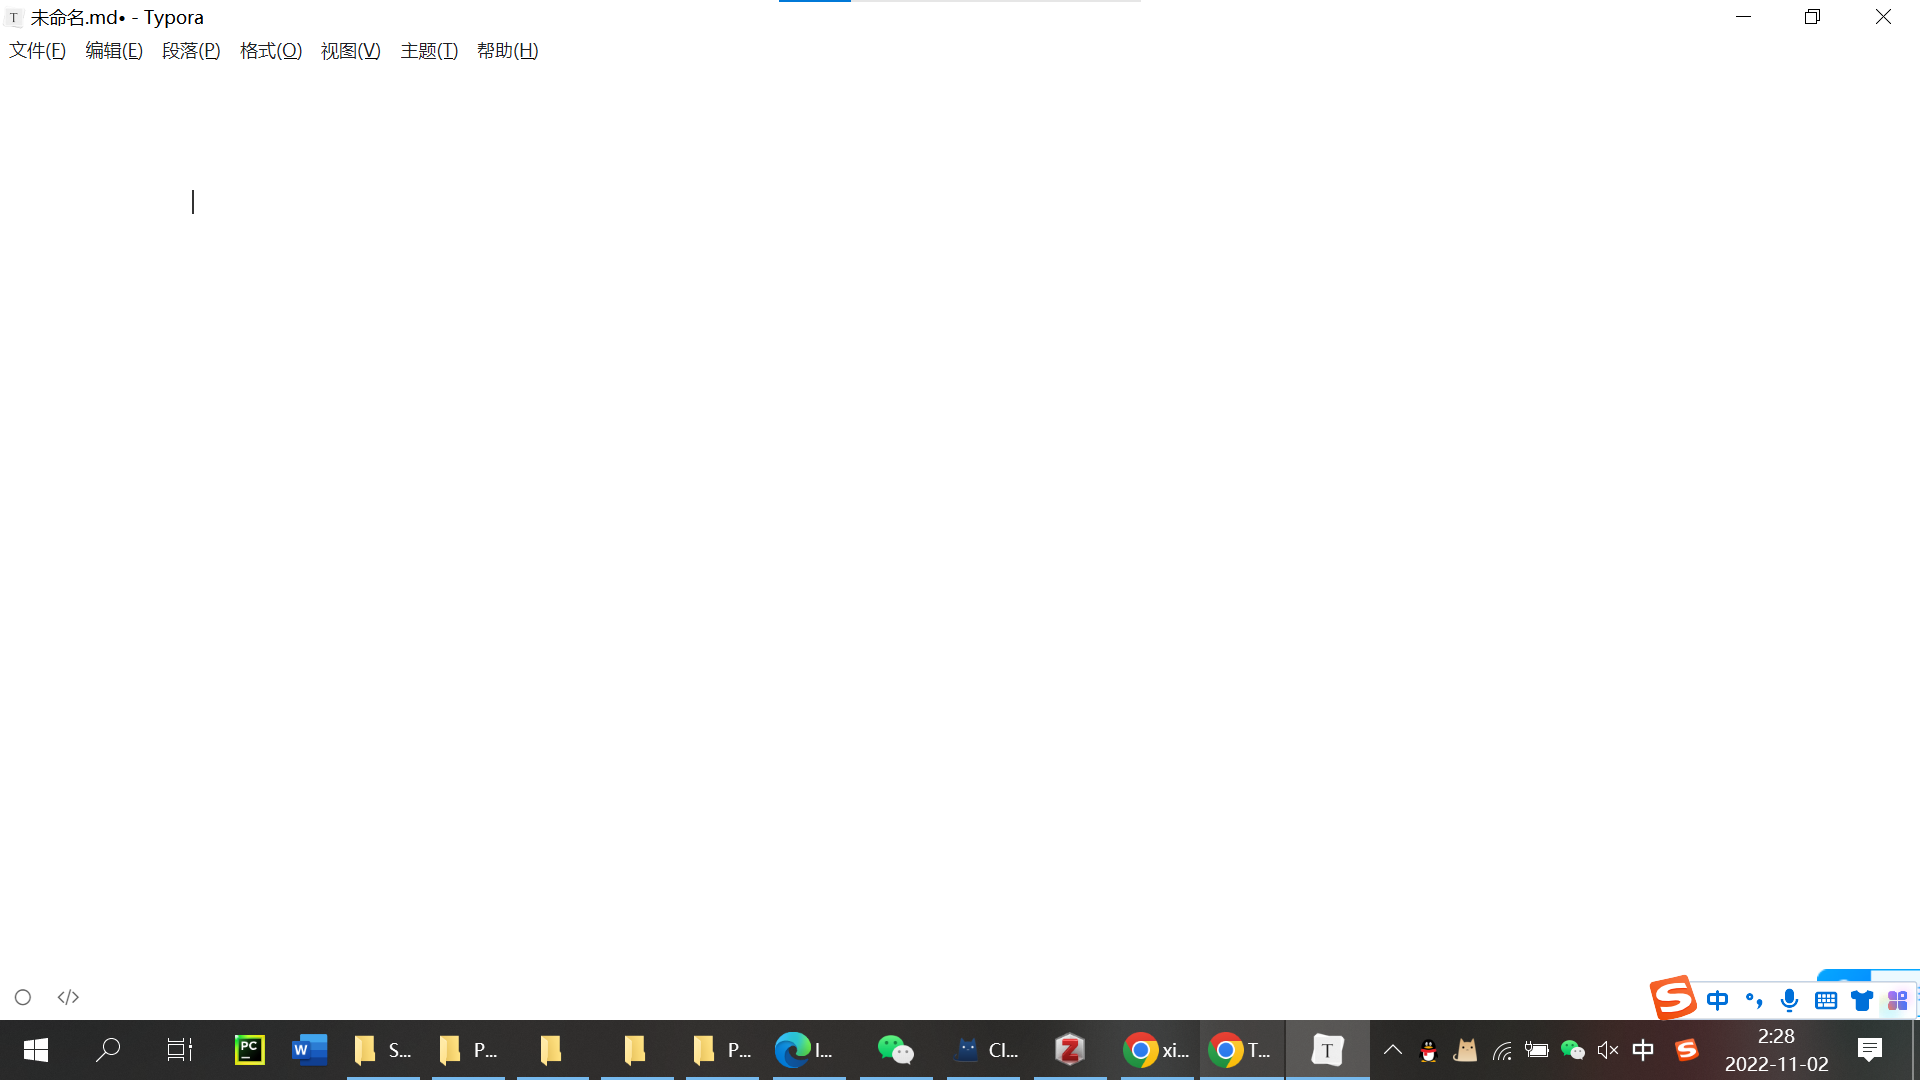 T 未命名.md• - Typora
文件(F) 编辑(E) 段落(P) 格式(O) 视图(V) 主题(T) 帮助(H)
</>
S 中 °,
PC W S... P... P... I... Cl... Z xi... T... T 中 S 2:28
2022-11-02